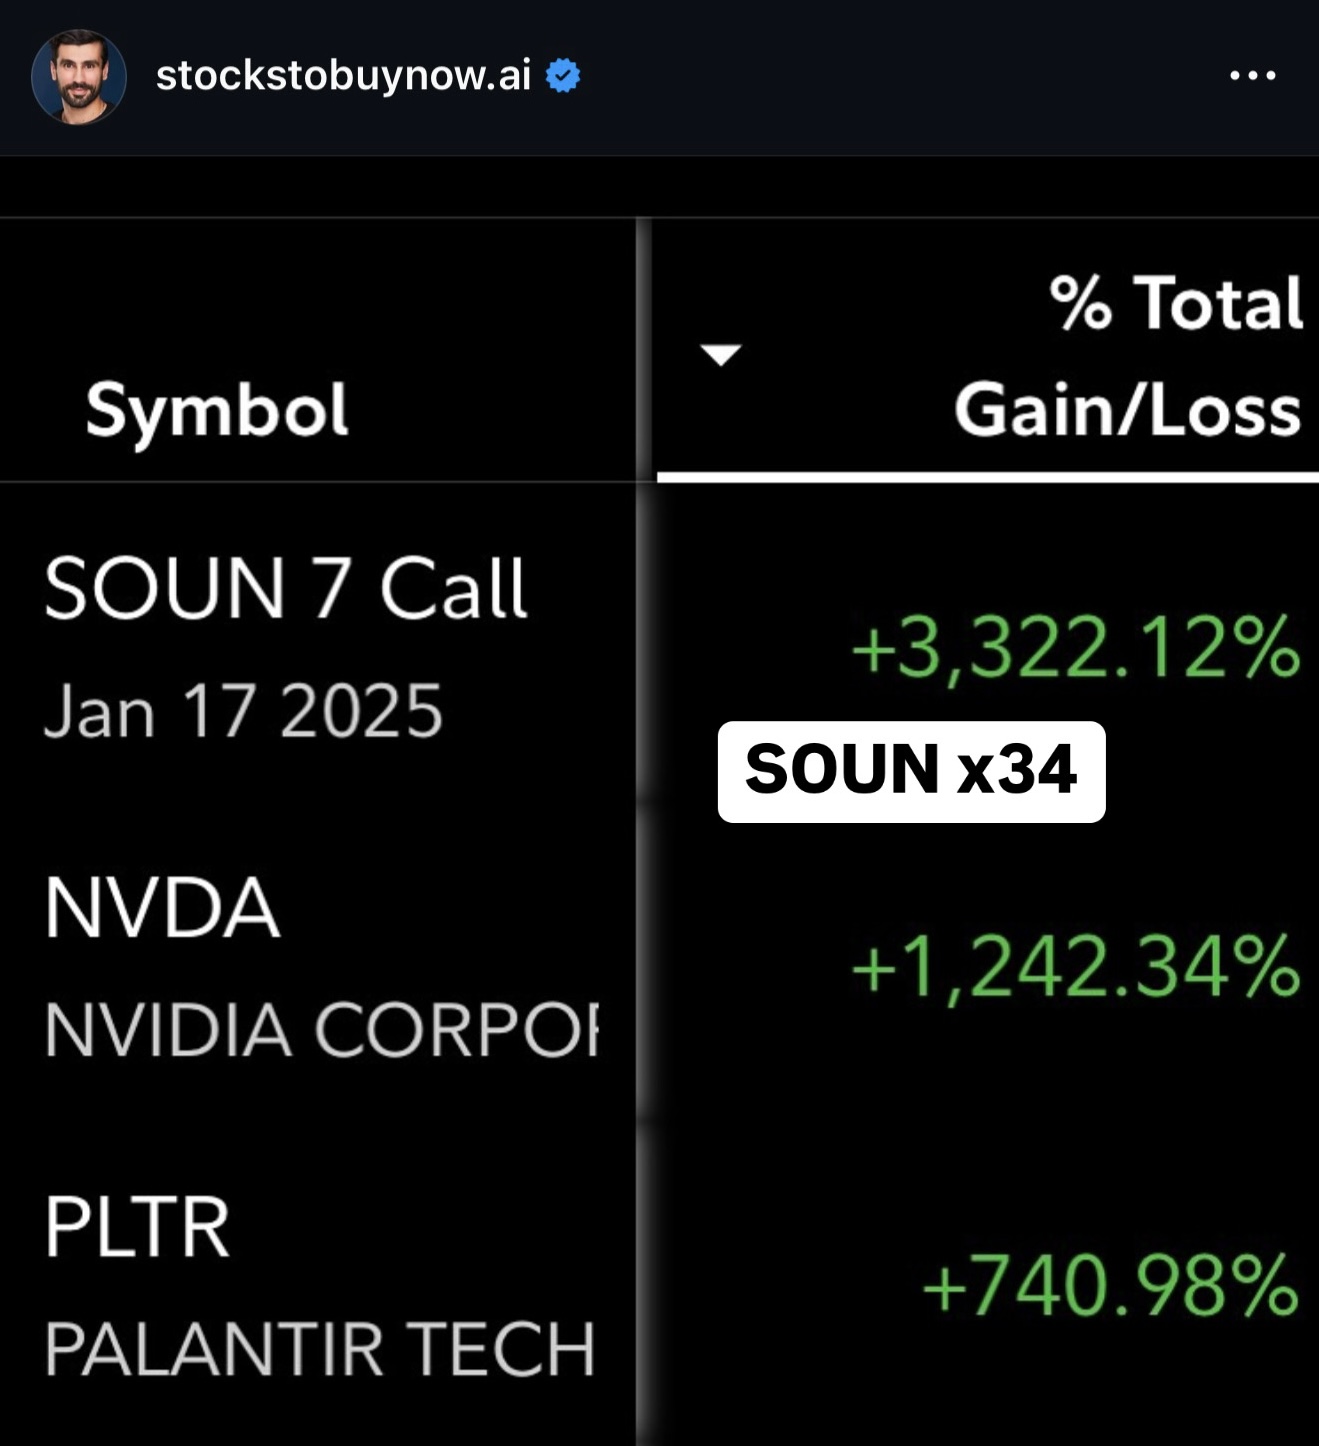 stockstobuynow.ai
% Total
Symbol
Gain/Loss
SOUN 7 Call
+3,322.12%
Jan 17 2025
SOUN x34
NVDA
+1,242.34%
NVIDIA CORPO
PLTR
+740.98%
PALANTIR TECH